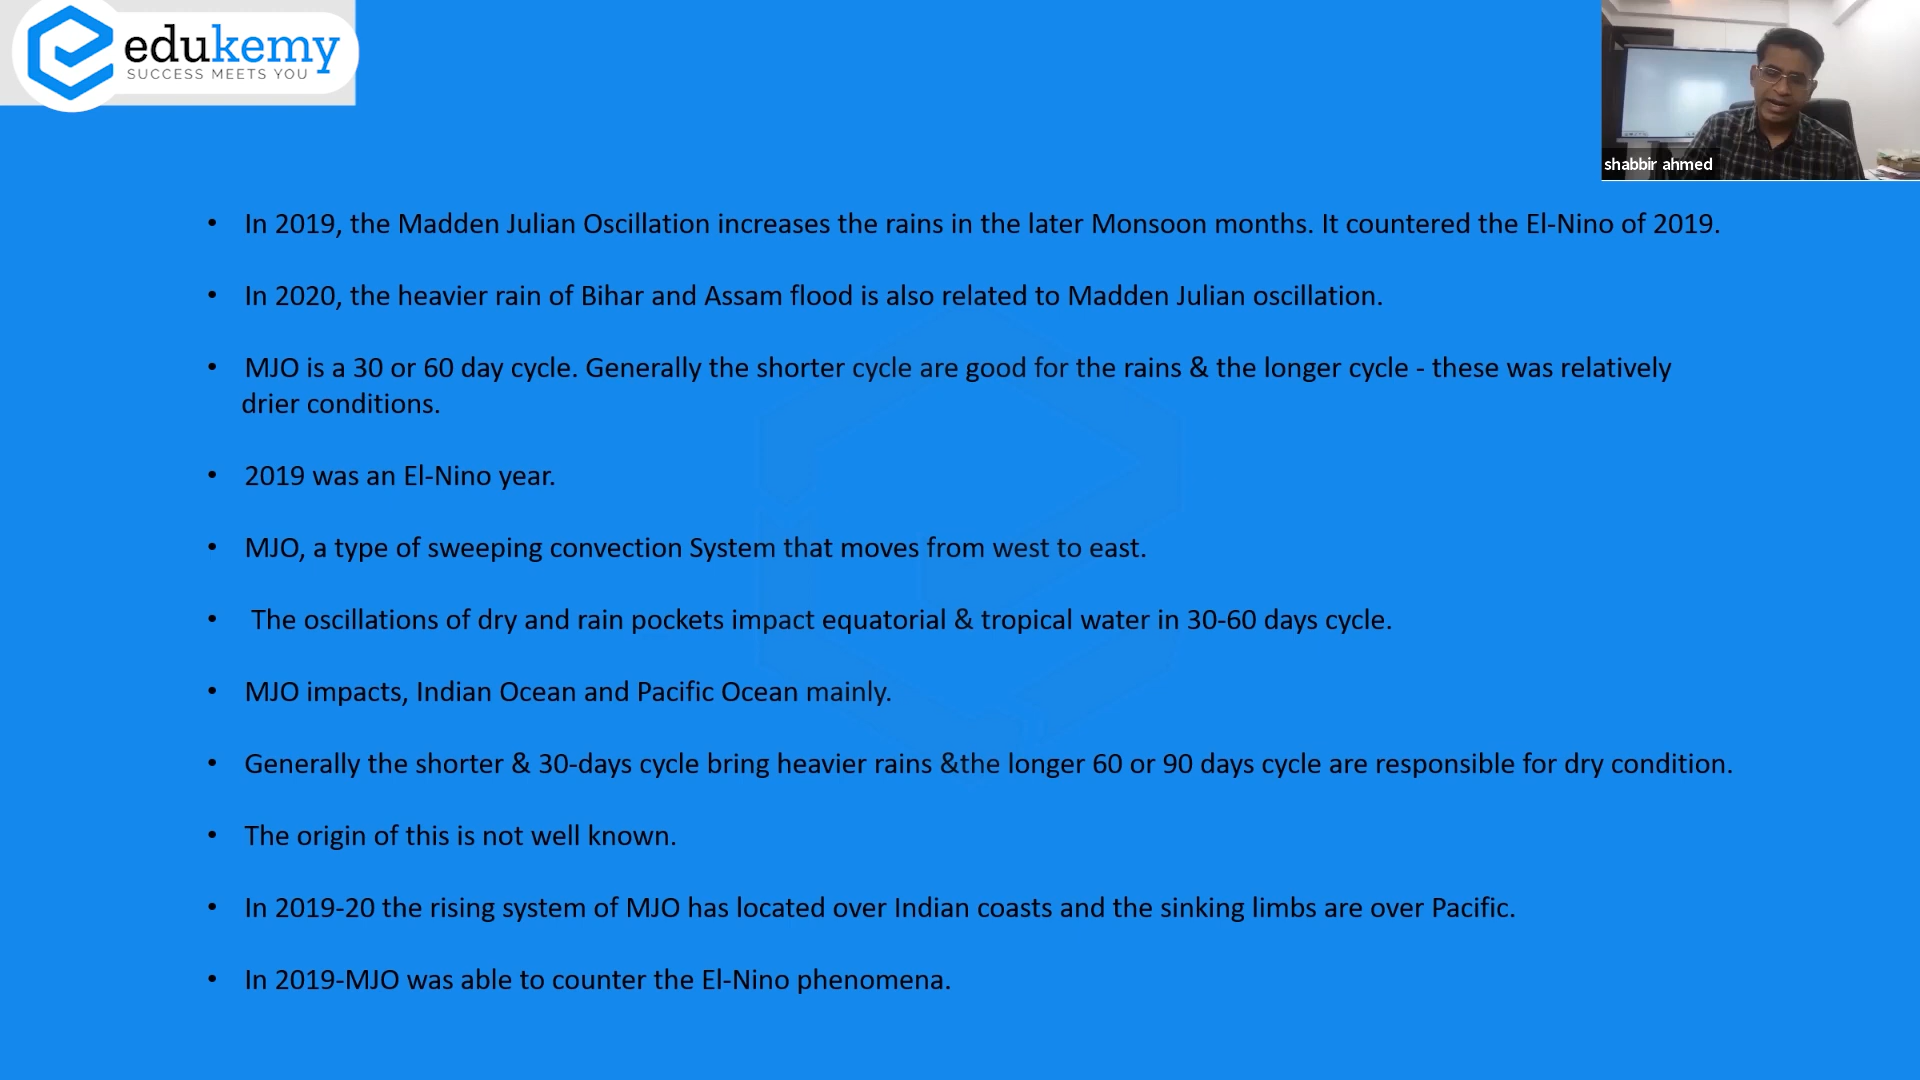 edukemy
SUCCESS MEETS YOU
shabbir ahmed
• In 2019, the Madden Julian Oscillation increases the rains in the later Monsoon months. It countered the El-Nino of 2019.
• In 2020, the heavier rain of Bihar and Assam flood is also related to Madden Julian oscillation.
• MJO is a 30 or 60 day cycle. Generally the shorter cycle are good for the rains & the longer cycle - these was relatively
drier conditions.
• 2019 was an El-Nino year.
• MJO, a type of sweeping convection System that moves from west to east.
• The oscillations of dry and rain pockets impact equatorial & tropical water in 30-60 days cycle.
• MJO impacts, Indian Ocean and Pacific Ocean mainly.
• Generally the shorter & 30-days cycle bring heavier rains &the longer 60 or 90 days cycle are responsible for dry condition.
• The origin of this is not well known.
• In 2019-20 the rising system of MJO has located over Indian coasts and the sinking limbs are over Pacific.
• In 2019-MJO was able to counter the El-Nino phenomena.